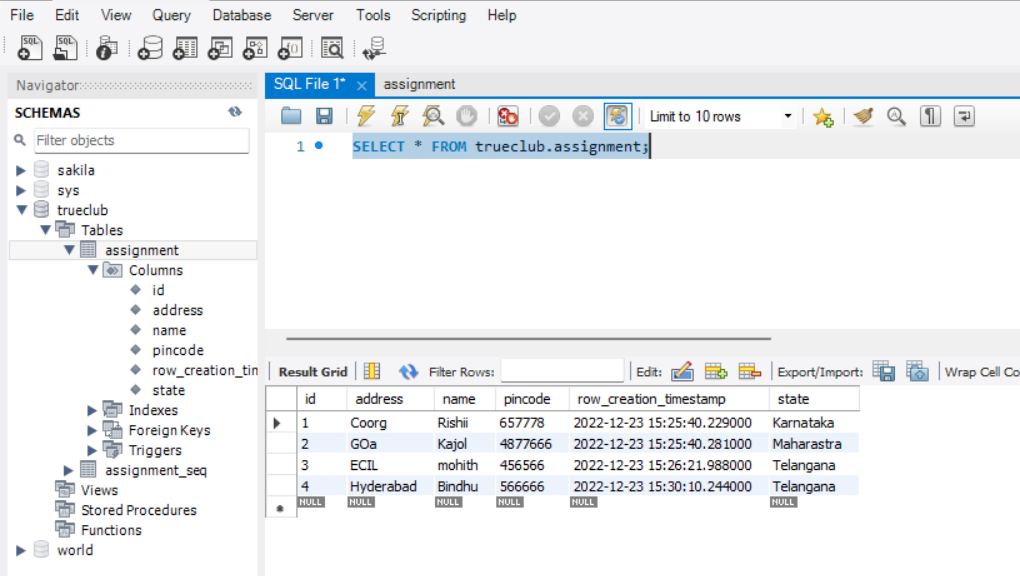 File Edit View Query Database Server Tools Scripting Help
Navigator
SCHEMAS
Filter objects
sakila
sys
trueclub
Tables
assignment
Columns
id
address
name
pincode
row_creation_tin
state
Indexes
Foreign Keys
Triggers
assignment_seq
Views
Stored Procedures
Functions
world
SQL File 1* × assignment
Limit to 10 rows
1 SELECT * FROM trueclub.assignment;
Result Grid Filter Rows: Edit: Export/Import: Wrap Cell Co
id address name pincode row_creation_timestamp state
1 Coorg Rishii 657778 2022-12-23 15:25:40.229000 Karnataka
2 GOa Kajol 4877666 2022-12-23 15:25:40.281000 Maharastra
3 ECIL mohith 456566 2022-12-23 15:26:21.988000 Telangana
4 Hyderabad Bindhu 566666 2022-12-23 15:30:10.244000 Telangana
NULL NULL NULL NULL NULL NULL